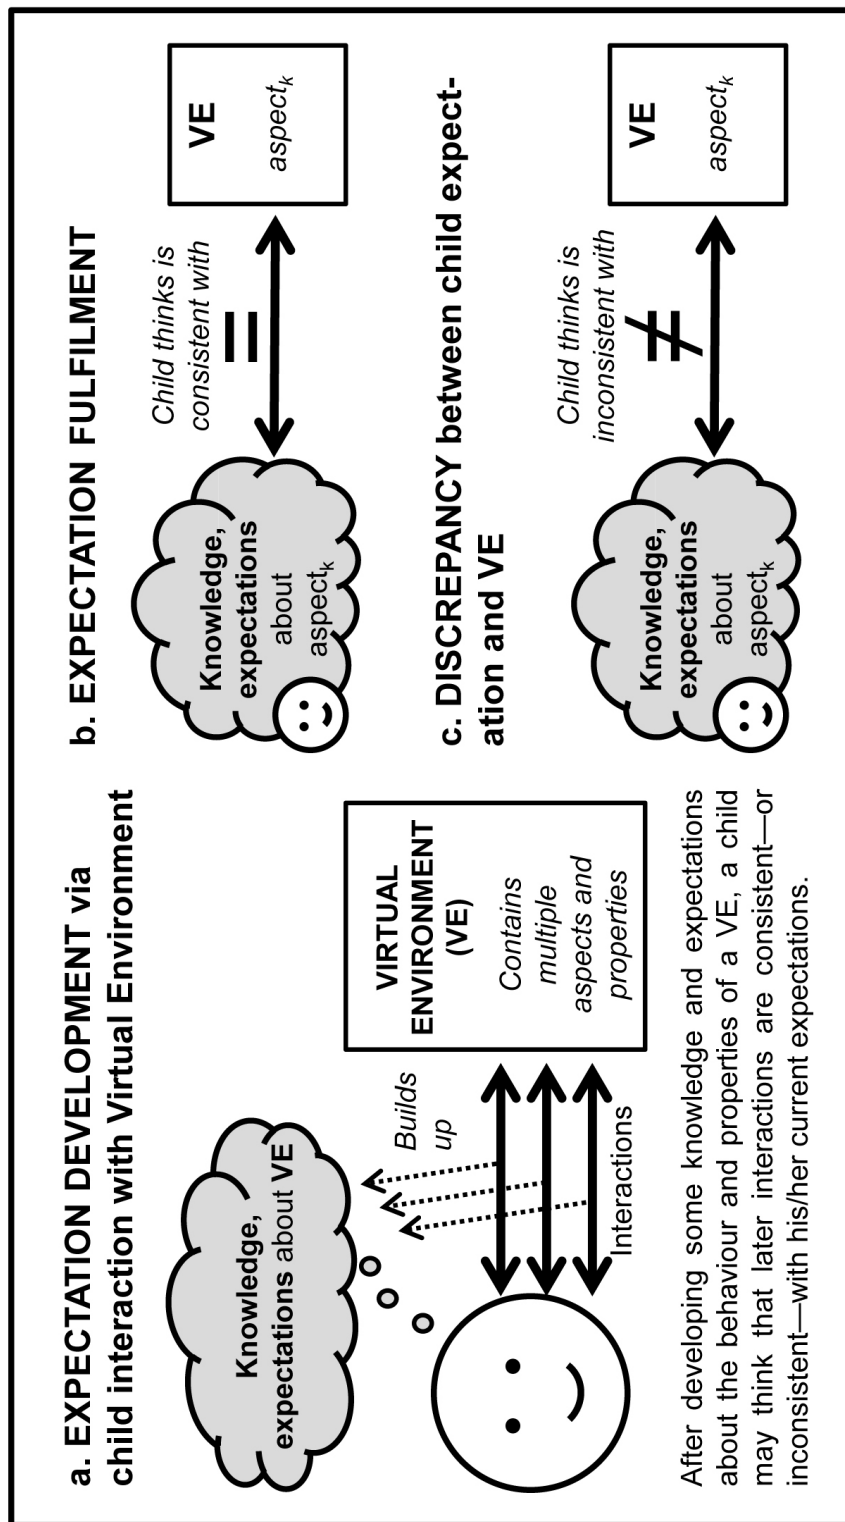 a. EXPECTATION DEVELOPMENT via
child interaction with Virtual Environment
Knowledge,
expectations about VE
Builds
up
Interactions
VIRTUAL
ENVIRONMENT
(VE)
Contains
multiple
aspects and
properties
After developing some knowledge and expectations
about the behaviour and properties of a VE, a child
may think that later interactions are consistent—or
inconsistent—with his/her current expectations.
b. EXPECTATION FULFILMENT
Knowledge,
expectations
about
aspectₖ
Child thinks is
consistent with
=
VE
aspectₖ
c. DISCREPANCY between child expect-
ation and VE
Knowledge,
expectations
about
aspectₖ
Child thinks is
inconsistent with
≠
VE
aspectₖ